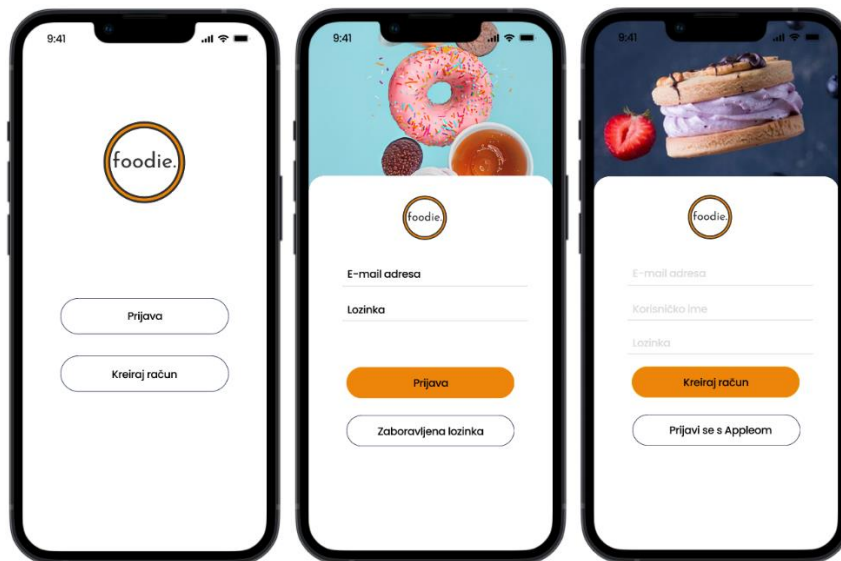 9:41
foodie.
Prijava
Kreiraj račun
9:41
foodie.
E-mail adresa
Lozinka
Prijava
Zaboravljena lozinka
9:41
foodie.
E-mail adresa
Korisničko ime
Lozinka
Kreiraj račun
Prijavi se s Appleom